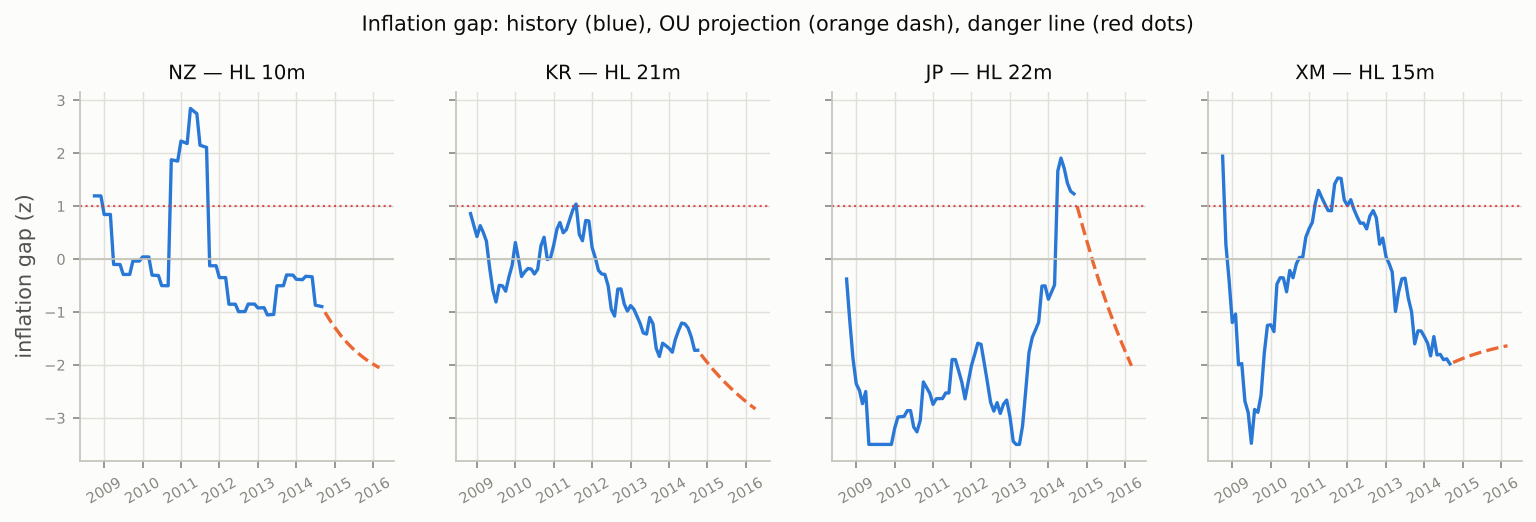 Inflation gap: history (blue), OU projection (orange dash), danger line (red dots)
NZ — HL 10m
KR — HL 21m
JP — HL 22m
XM — HL 15m
inflation gap (z)
3
2
1
0
−1
−2
−3
2009 2010 2011 2012 2013 2014 2015 2016
2009 2010 2011 2012 2013 2014 2015 2016
2009 2010 2011 2012 2013 2014 2015 2016
2009 2010 2011 2012 2013 2014 2015 2016